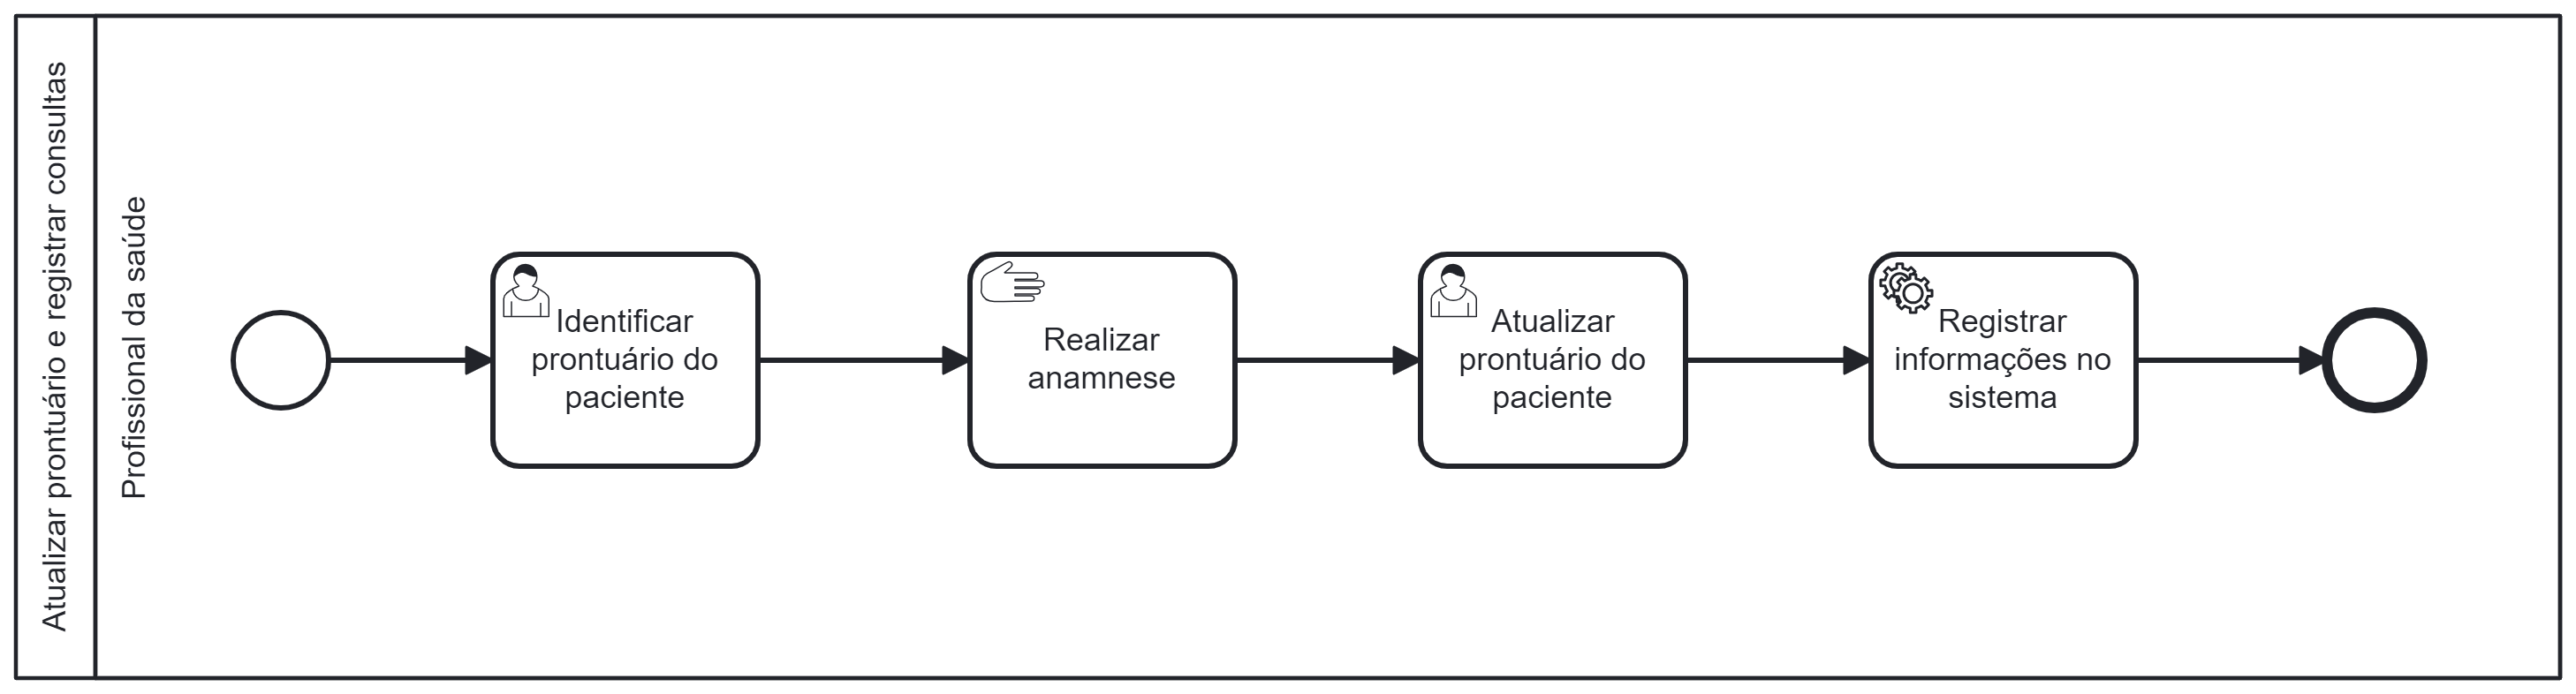 Atualizar prontuário e registrar consultas
Profissional da saúde
Identificar
prontuário do
paciente
Realizar
anamnese
Atualizar
prontuário do
paciente
Registrar
informações no
sistema